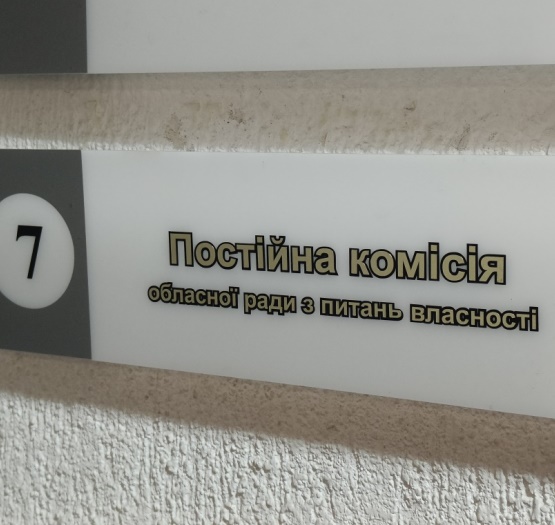 7
Постійна комісія
обласної ради з питань власності